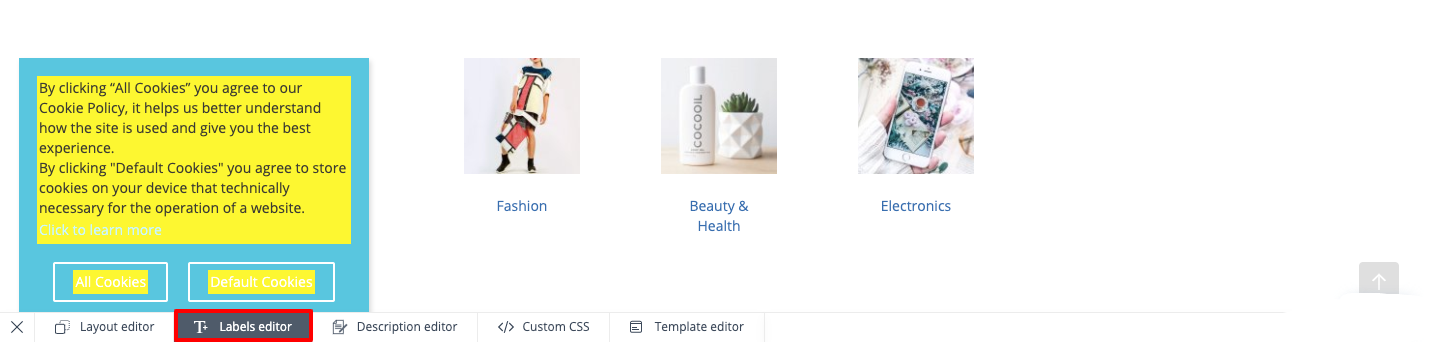 By clicking “All Cookies” you agree to our
Cookie Policy, it helps us better understand
how the site is used and give you the best
experience.
By clicking "Default Cookies" you agree to store
cookies on your device that technically
necessary for the operation of a website.
Click to learn more
All Cookies
Default Cookies
COCOOIL
Fashion
Beauty &
Health
Electronics
Layout editor
Labels editor
Description editor
Custom CSS
Template editor